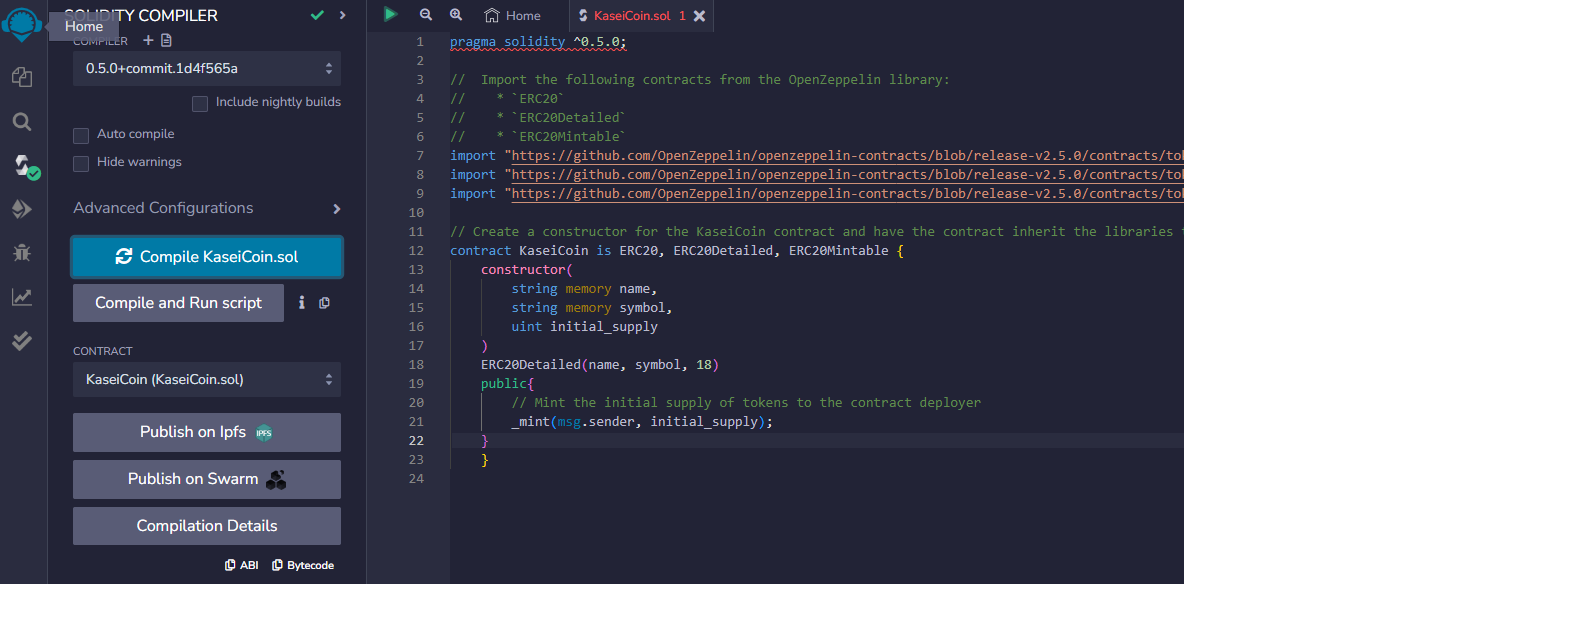 SOLIDITY COMPILER
Home
COMPILER
0.5.0+commit.1d4f565a
Include nightly builds
Auto compile
Hide warnings
Advanced Configurations
Compile KaseiCoin.sol
Compile and Run script
CONTRACT
KaseiCoin (KaseiCoin.sol)
Publish on Ipfs
IPFS
Publish on Swarm
Compilation Details
ABI
Bytecode
Home
KaseiCoin.sol 1
1 pragma solidity ^0.5.0;
2
3 //  Import the following contracts from the OpenZeppelin library:
4 //    * `ERC20`
5 //    * `ERC20Detailed`
6 //    * `ERC20Mintable`
7 import "https://github.com/OpenZeppelin/openzeppelin-contracts/blob/release-v2.5.0/contracts/to
8 import "https://github.com/OpenZeppelin/openzeppelin-contracts/blob/release-v2.5.0/contracts/to
9 import "https://github.com/OpenZeppelin/openzeppelin-contracts/blob/release-v2.5.0/contracts/to
10
11 // Create a constructor for the KaseiCoin contract and have the contract inherit the libraries
12 contract KaseiCoin is ERC20, ERC20Detailed, ERC20Mintable {
13     constructor(
14         string memory name,
15         string memory symbol,
16         uint initial_supply
17     )
18     ERC20Detailed(name, symbol, 18)
19     public{
20         // Mint the initial supply of tokens to the contract deployer
21         _mint(msg.sender, initial_supply);
22     }
23     }
24